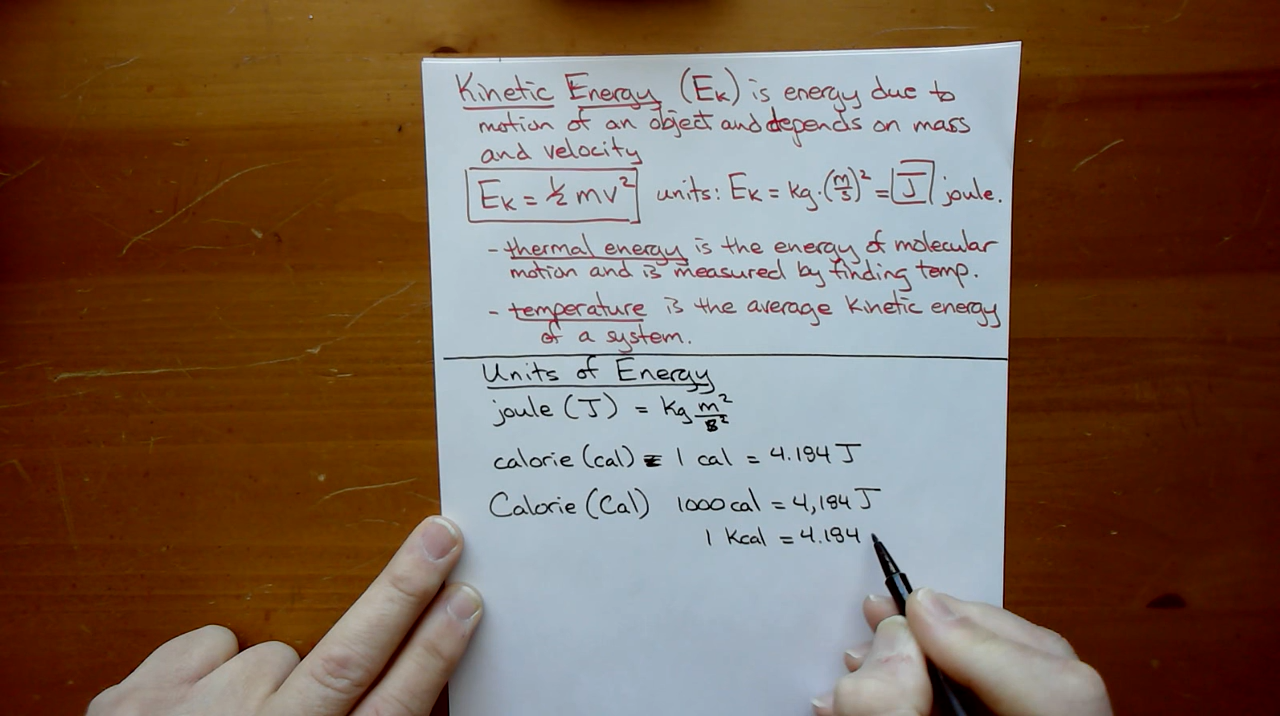 Kinetic Energy (Ek) is energy due to
motion of an object and depends on mass
and velocity
Ek = ½ mv² units: Ek = kg·(m/s)² = J joule.
- thermal energy is the energy of molecular
motion and is measured by finding temp.
- temperature is the average kinetic energy
of a system.
Units of Energy
joule (J) = kg m²/s²
calorie (cal) = 1 cal = 4.184 J
Calorie (Cal) 1000 cal = 4,184 J
1 kcal = 4.184